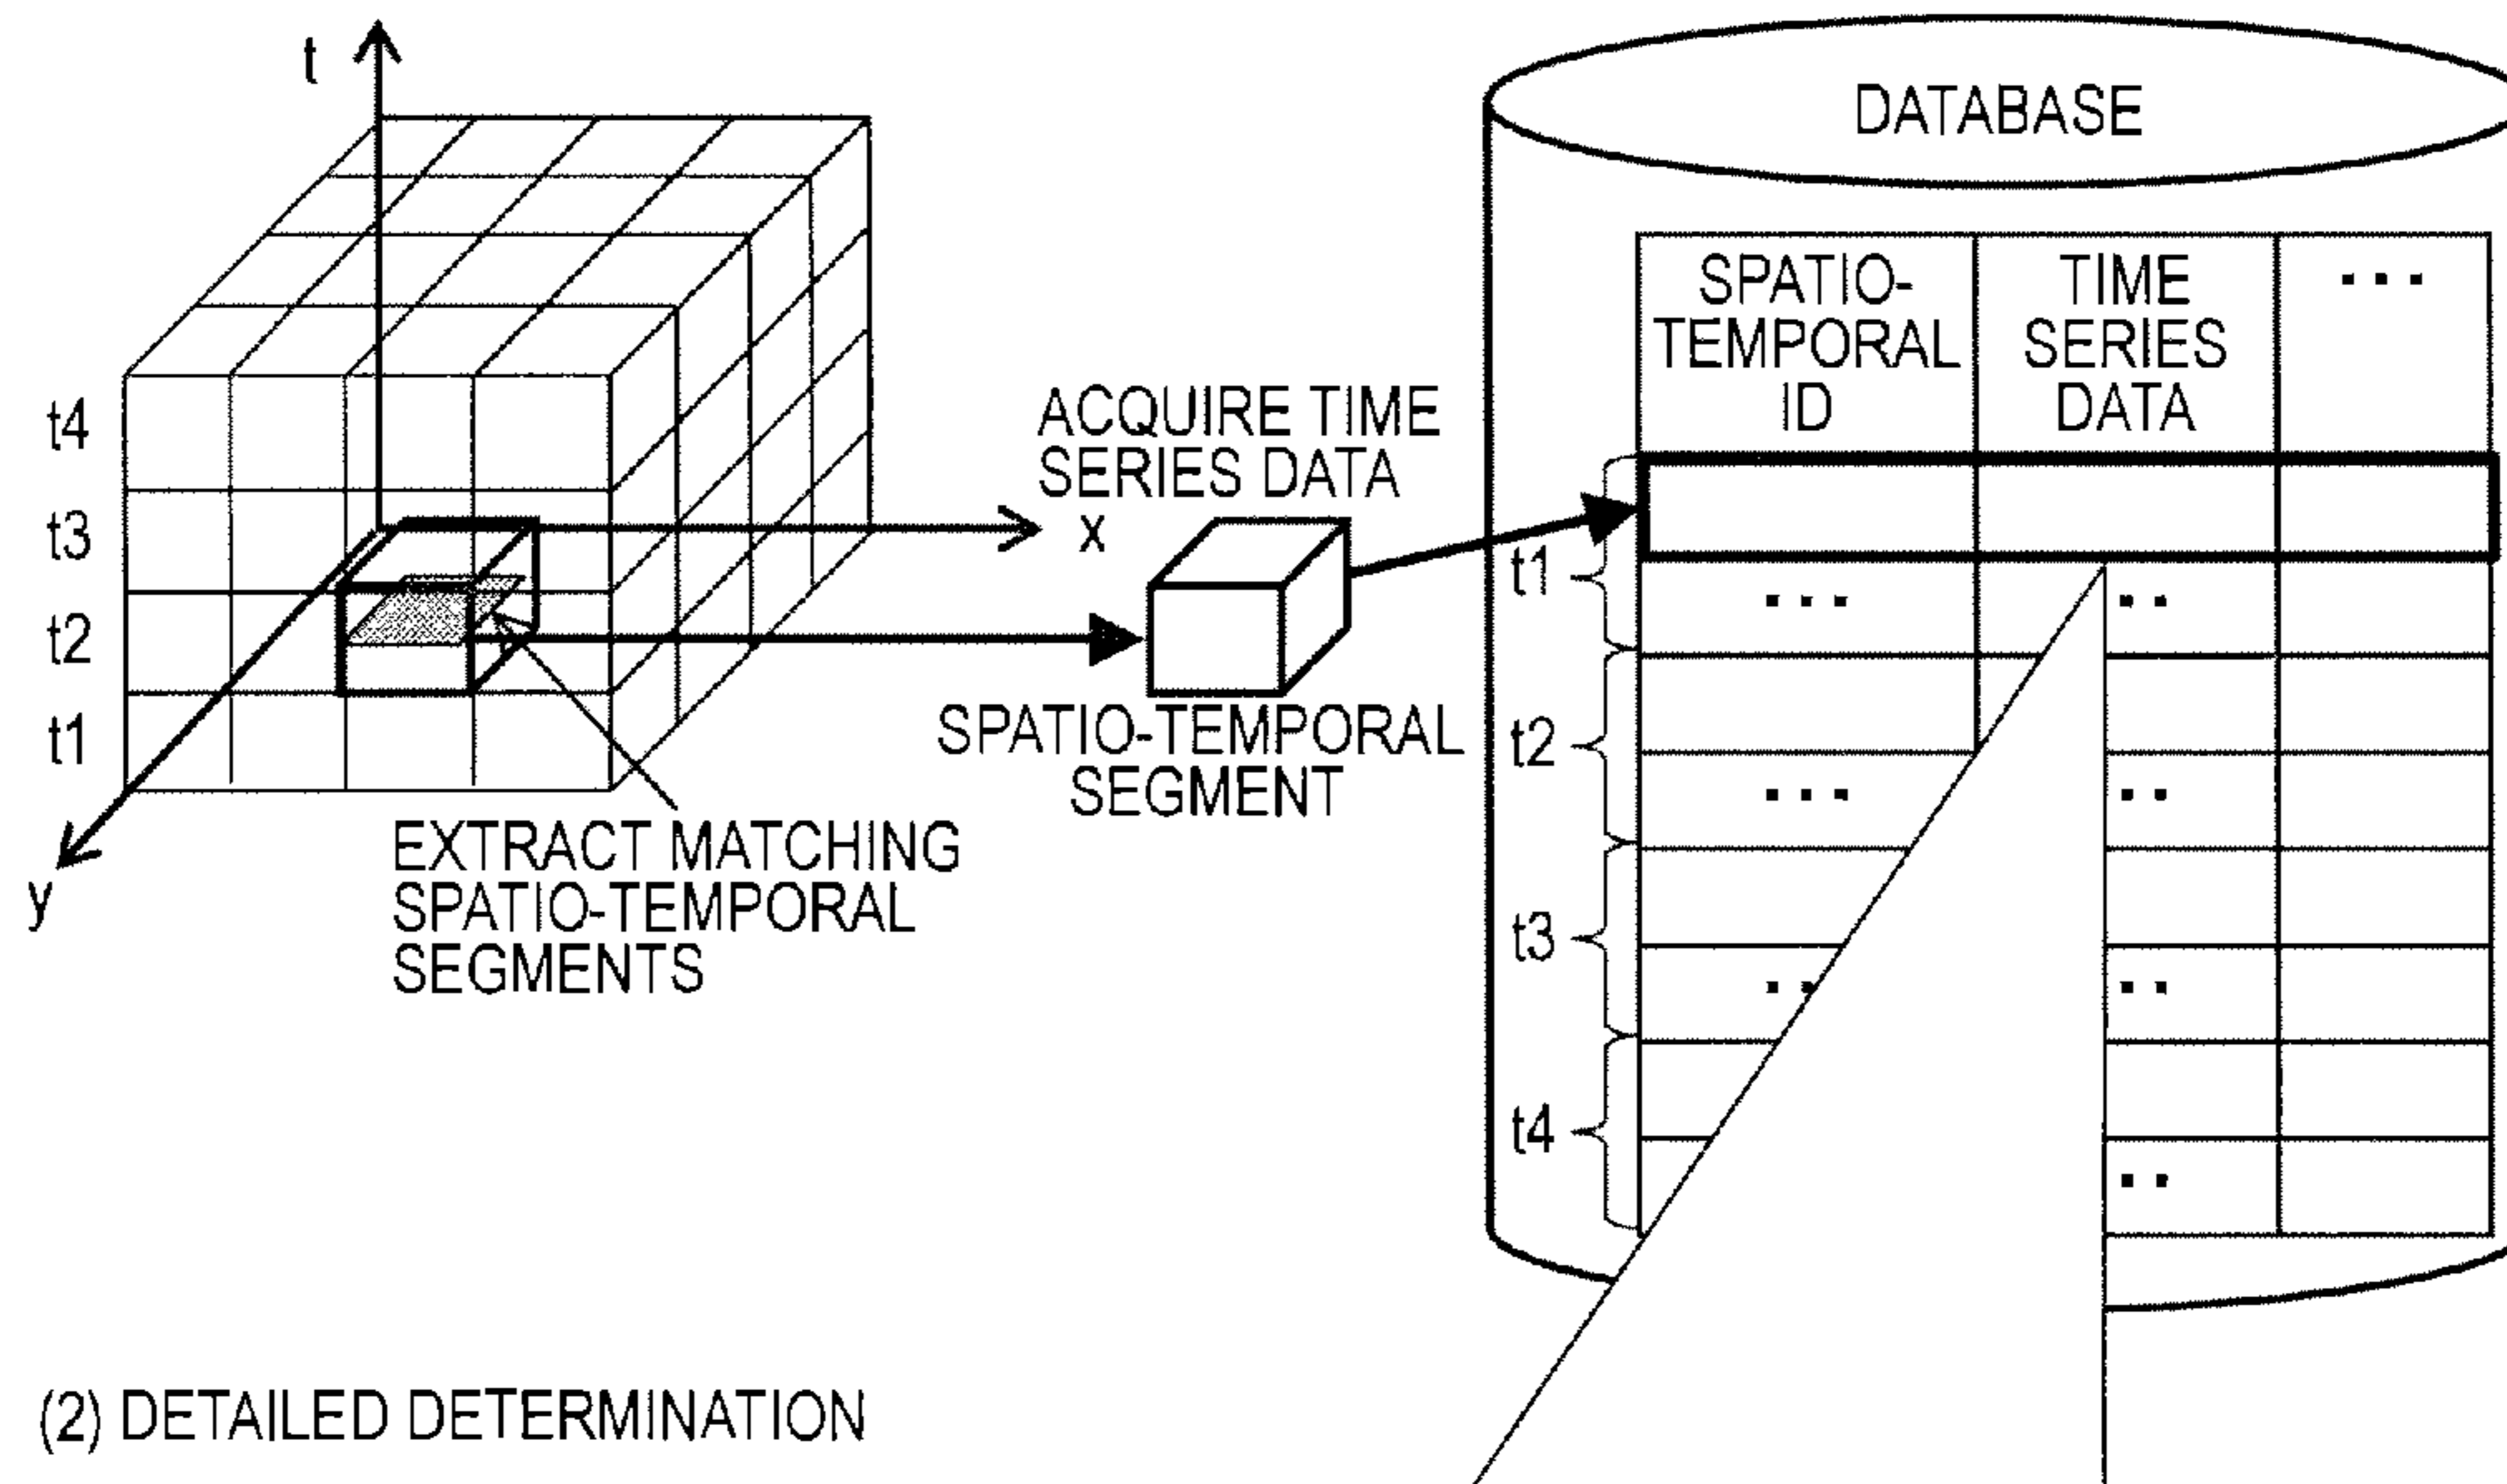 t
t4
t3
t2
t1
y
x
ACQUIRE TIME
SERIES DATA
SPATIO-TEMPORAL
SEGMENT
EXTRACT MATCHING
SPATIO-TEMPORAL
SEGMENTS
DATABASE
SPATIO-
TEMPORAL
ID
TIME
SERIES
DATA
...
t1
... ..
t2
... ..
t3
.. ..
t4
..
(2) DETAILED DETERMINATION